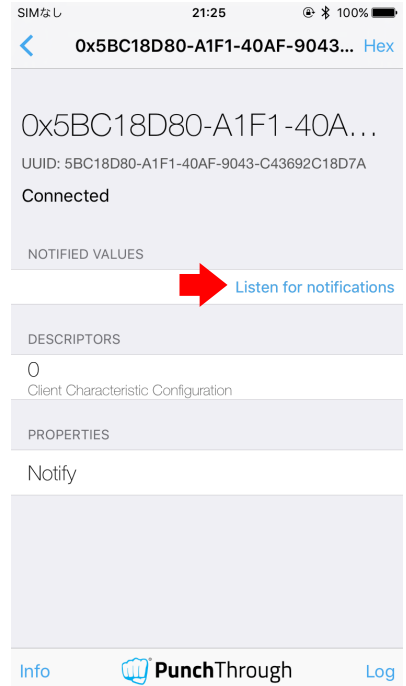 SIMなし 21:25 100%
0x5BC18D80-A1F1-40AF-9043... Hex
0x5BC18D80-A1F1-40A...
UUID: 5BC18D80-A1F1-40AF-9043-C43692C18D7A
Connected
NOTIFIED VALUES
Listen for notifications
DESCRIPTORS
0
Client Characteristic Configuration
PROPERTIES
Notify
Info PunchThrough Log